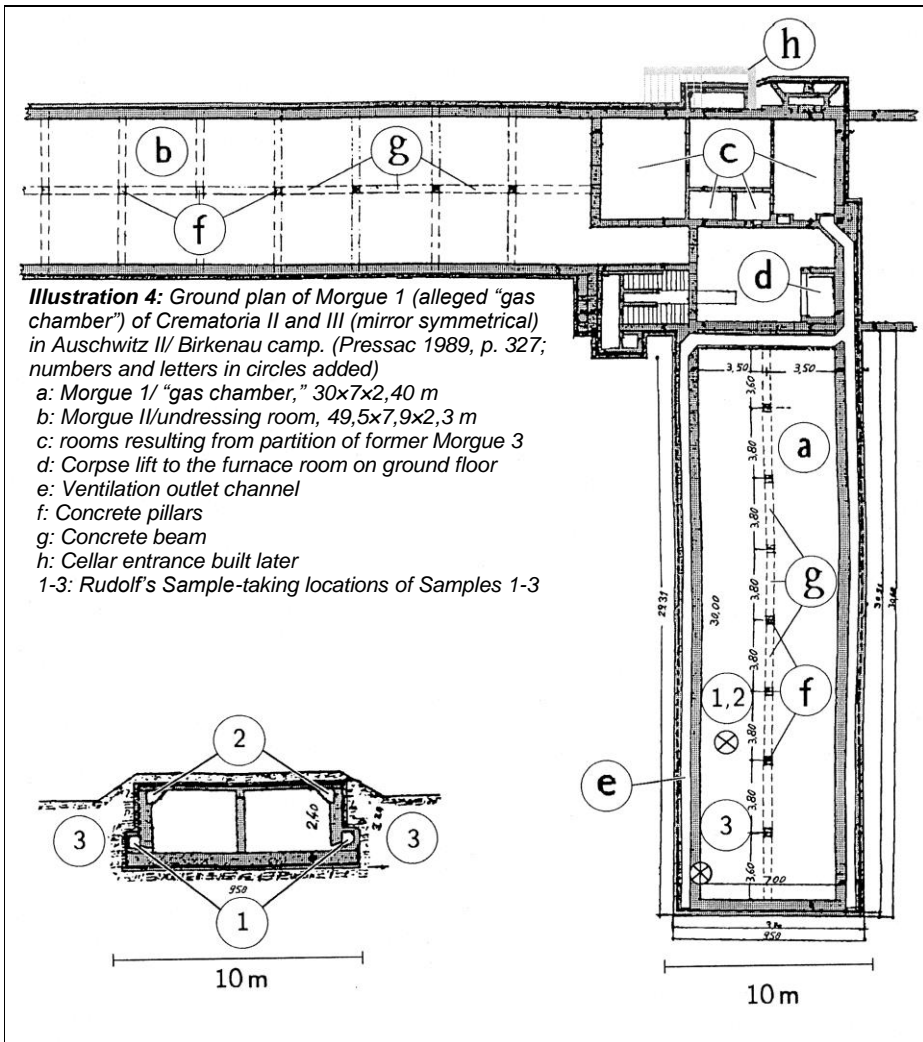 h
b
g
c
f
d
Illustration 4: Ground plan of Morgue 1 (alleged “gas
chamber”) of Crematoria II and III (mirror symmetrical)
in Auschwitz II/ Birkenau camp. (Pressac 1989, p. 327;
numbers and letters in circles added)
a: Morgue 1/ “gas chamber,” 30×7×2,40 m
b: Morgue II/undressing room, 49,5×7,9×2,3 m
c: rooms resulting from partition of former Morgue 3
d: Corpse lift to the furnace room on ground floor
e: Ventilation outlet channel
f: Concrete pillars
g: Concrete beam
h: Cellar entrance built later
1-3: Rudolf’s Sample-taking locations of Samples 1-3
3,50 3,50
3,60
a
3,80
3,80
g
3,80
30,00
3,80
f
1,2
3,80
3,80
e
3
3,80
3,60
700
950
10 m
2
2,40
3
3
950
1
10 m